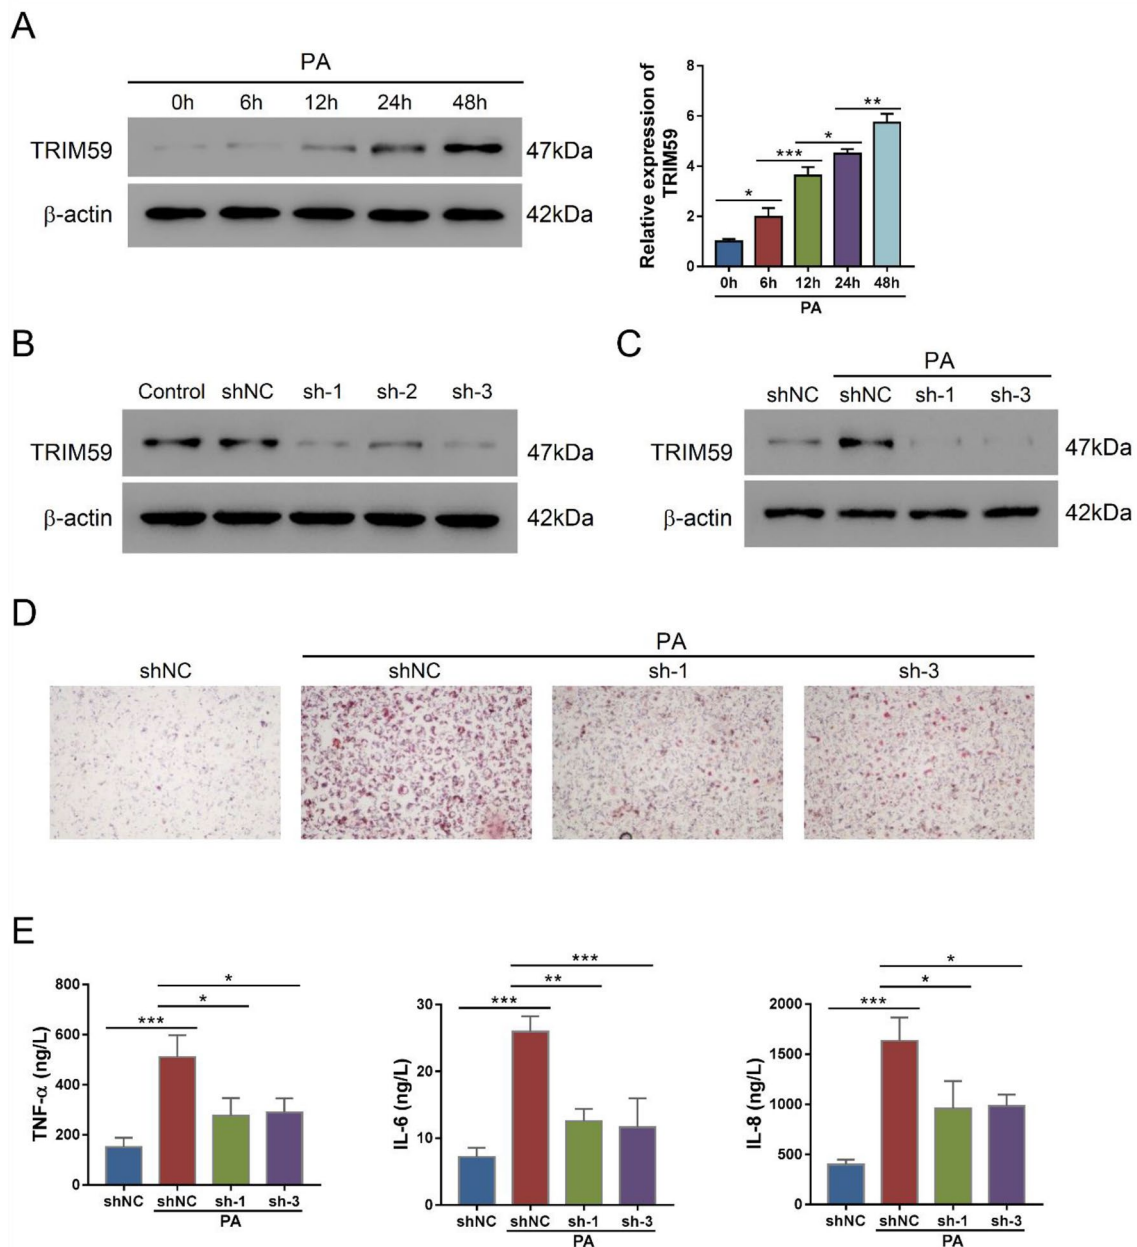 A
PA
0h 6h 12h 24h 48h
TRIM59 47kDa
β-actin 42kDa
Relative expression of
TRIM59
8
6
4
2
0
*
***
*
**
0h 6h 12h 24h 48h
PA
B
Control shNC sh-1 sh-2 sh-3
TRIM59 47kDa
β-actin 42kDa
C
PA
shNC shNC sh-1 sh-3
TRIM59 47kDa
β-actin 42kDa
D
PA
shNC shNC sh-1 sh-3
E
TNF-α (ng/L)
800
600
400
200
0
*
*
***
shNC shNC sh-1 sh-3
PA
IL-6 (ng/L)
30
20
10
0
***
**
***
shNC shNC sh-1 sh-3
PA
IL-8 (ng/L)
2000
1500
1000
500
0
*
*
***
shNC shNC sh-1 sh-3
PA